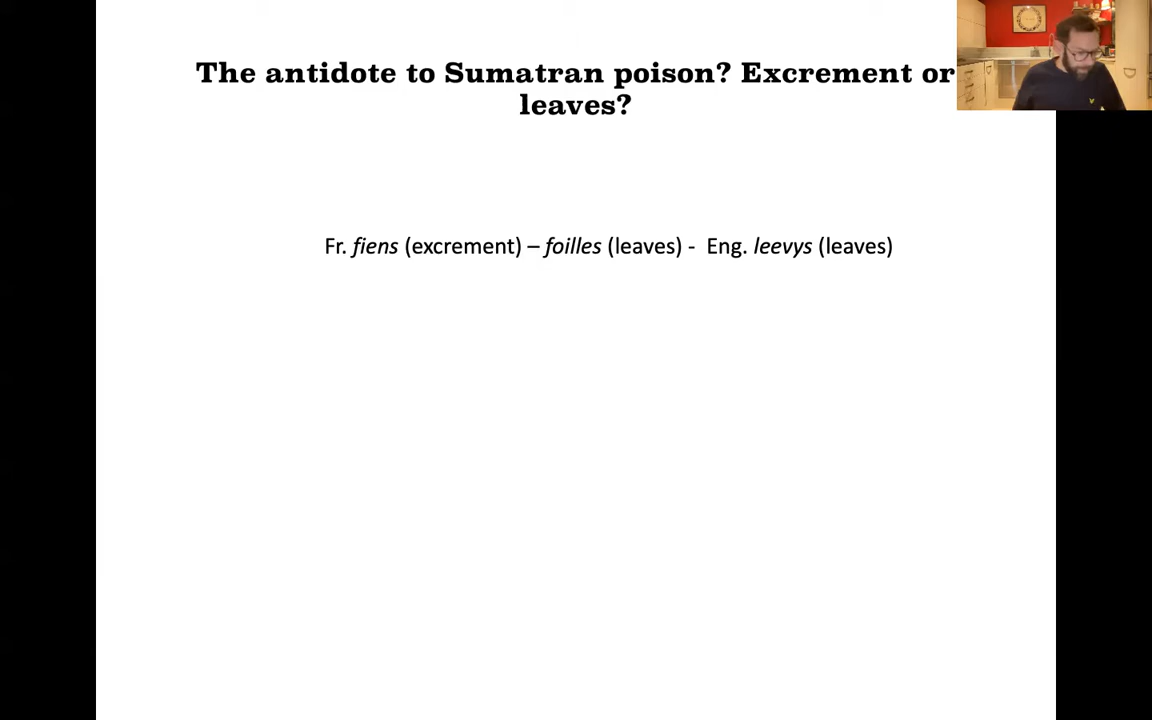 The antidote to Sumatran poison? Excrement or
leaves?
Fr. fiens (excrement) – foilles (leaves) -  Eng. leevys (leaves)